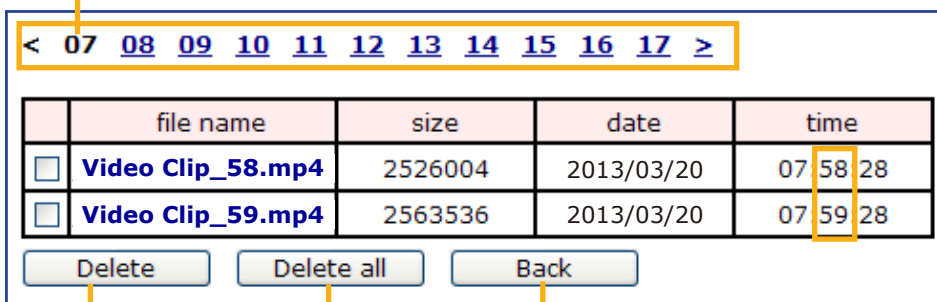 < 07 08 09 10 11 12 13 14 15 16 17 >
file name size date time
Video Clip_58.mp4 2526004 2013/03/20 07:58:28
Video Clip_59.mp4 2563536 2013/03/20 07:59:28
Delete Delete all Back